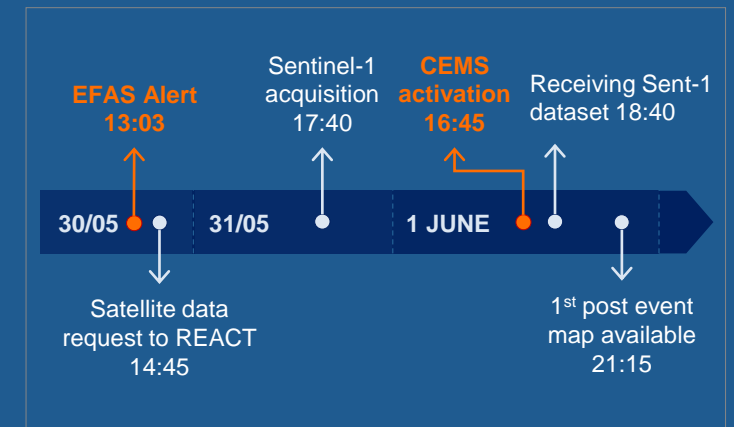 EFAS Alert
13:03
Sentinel-1
acquisition
17:40
CEMS
activation
16:45
Receiving Sent-1
dataset 18:40
30/05
31/05
1 JUNE
Satellite data
request to REACT
14:45
1st post event
map available
21:15